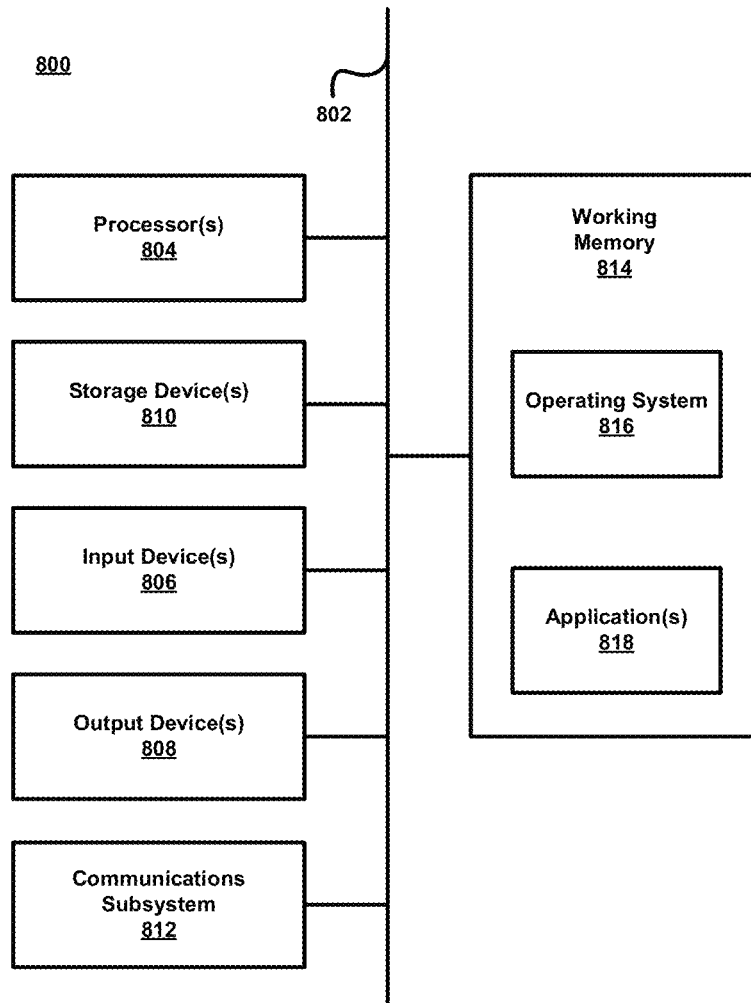 800
802
Processor(s)
804
Storage Device(s)
810
Input Device(s)
806
Output Device(s)
808
Communications
Subsystem
812
Working
Memory
814
Operating System
816
Application(s)
818